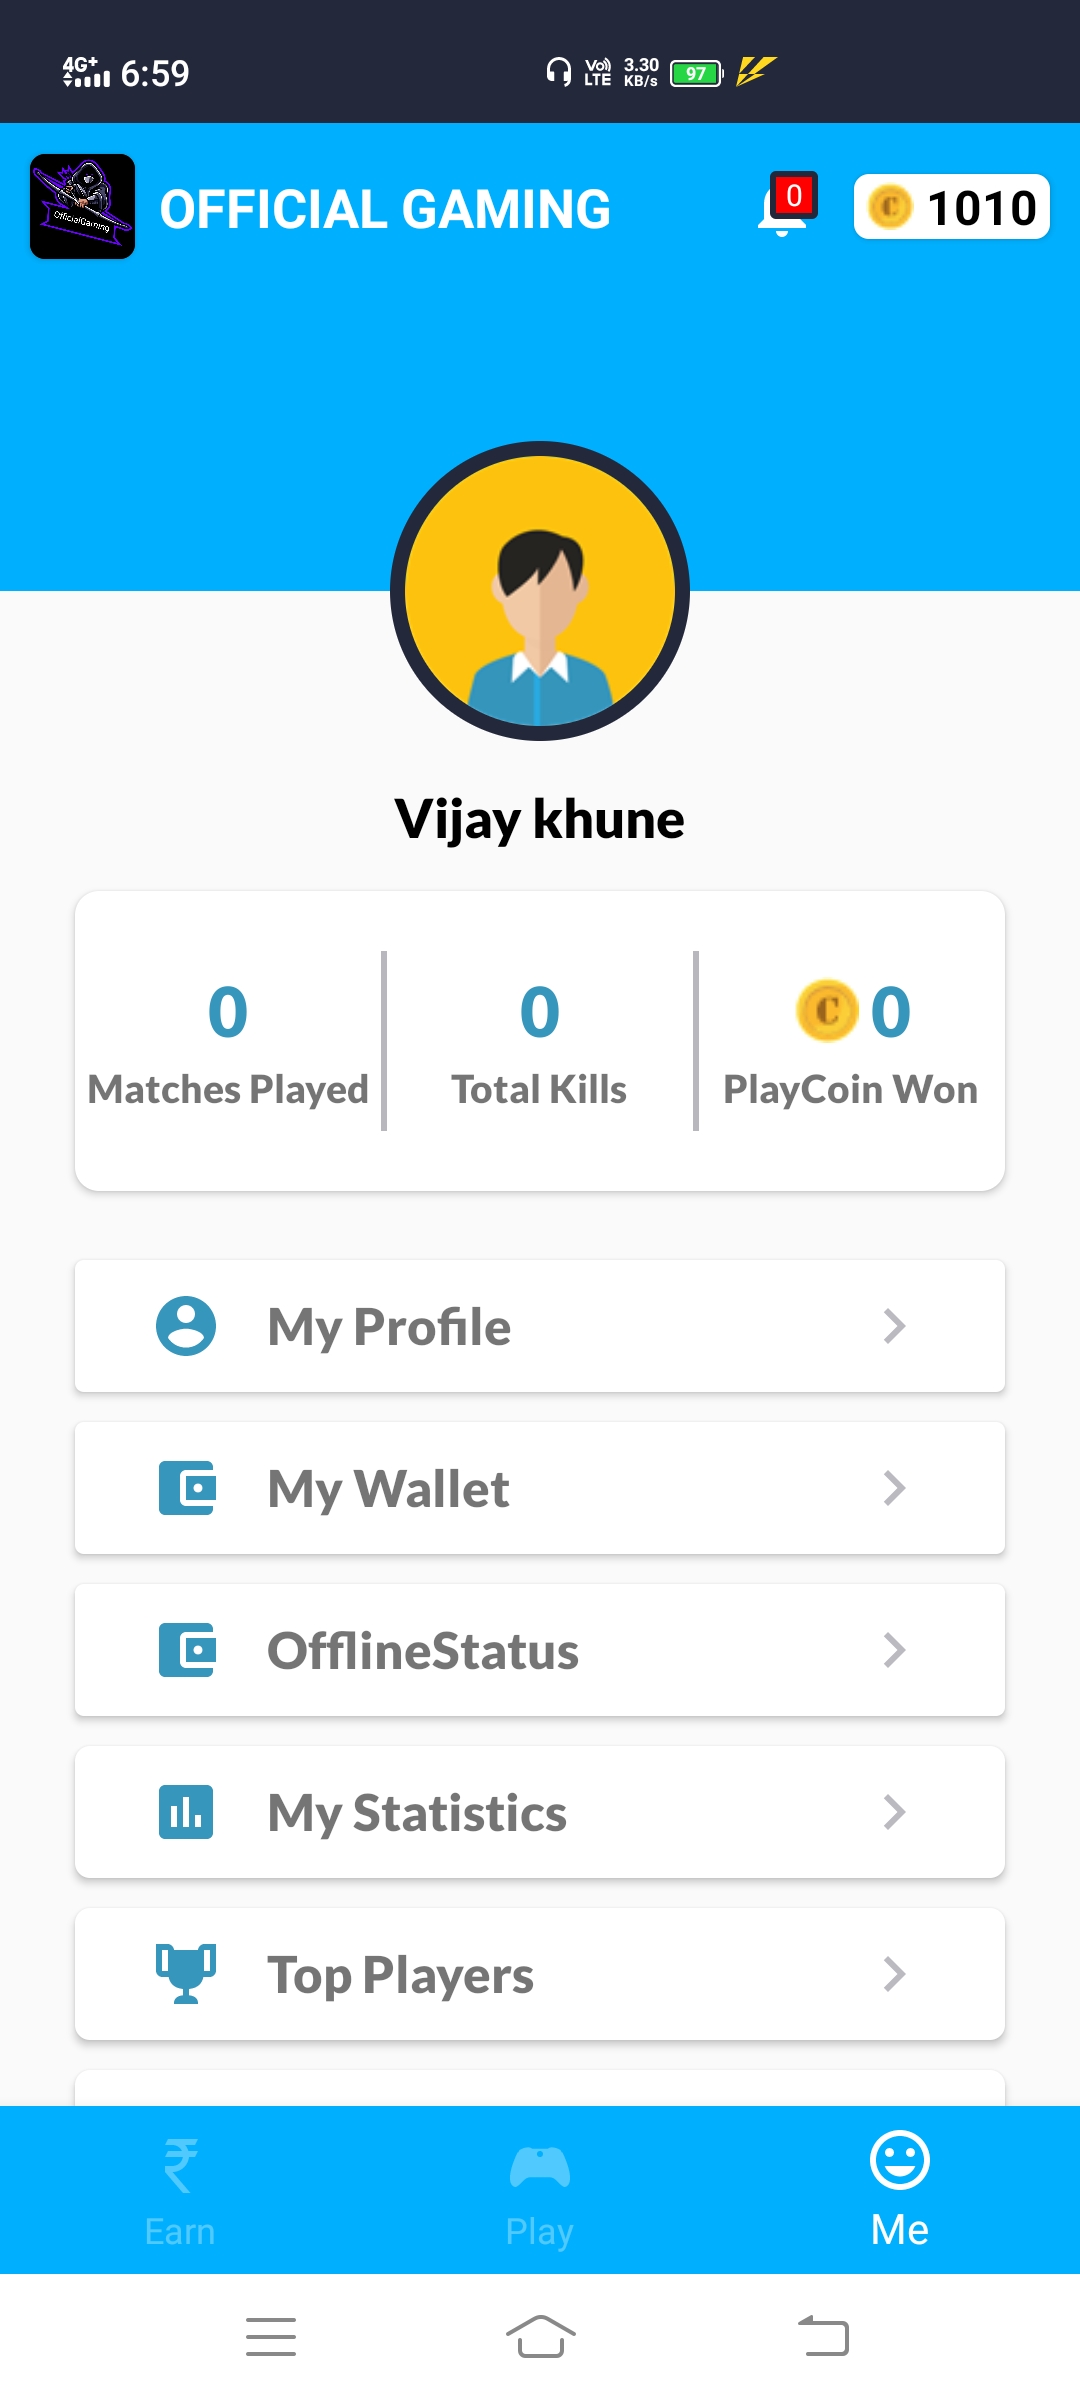 4G+ 6:59 Vo) LTE 3.30 KB/s 97
OfficialGaming
OFFICIAL GAMING 0 C 1010
Vijay khune
0 0 C 0
Matches Played Total Kills PlayCoin Won
My Profile
My Wallet
OfflineStatus
My Statistics
Top Players
₹
Earn Play Me